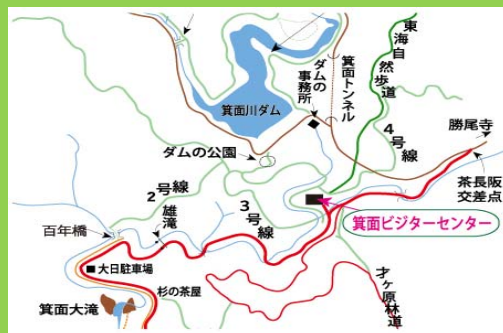 東海自然歩道
ダムの事務所
箕面トンネル
箕面川ダム
4号線
勝尾寺
ダムの公園
茶長阪
交差点
2号線
雄滝
3号線
箕面ビジターセンター
百年橋
大日駐車場
杉の茶屋
箕面大滝
才ヶ原林道